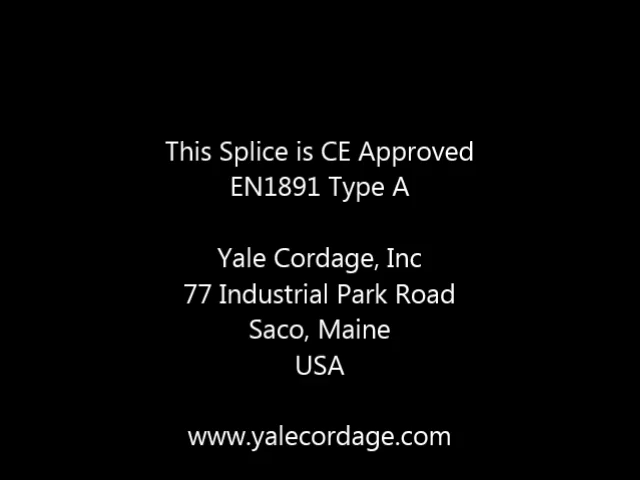 This Splice is CE Approved
EN1891 Type A
Yale Cordage, Inc
77 Industrial Park Road
Saco, Maine
USA
www.yalecordage.com